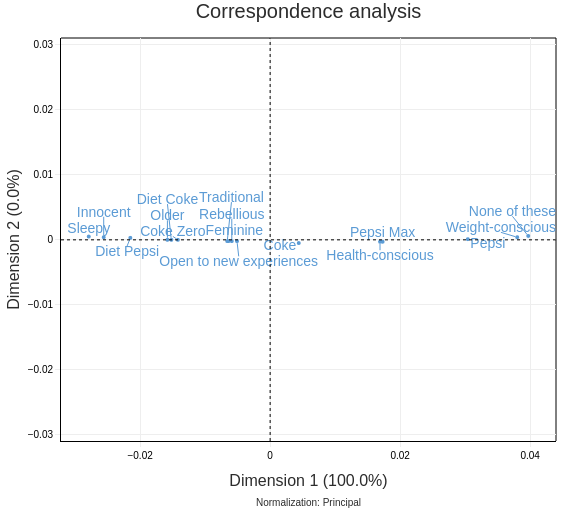 Correspondence analysis
0.03
0.02
0.01
0
−0.01
−0.02
−0.03
Dimension 2 (0.0%)
Innocent
Sleepy
Diet Pepsi
Diet Coke
Older
Coke Zero
Traditional
Rebellious
Feminine
Open to new experiences
Coke
Pepsi Max
Health-conscious
None of these
Weight-conscious
Pepsi
−0.02
0
0.02
0.04
Dimension 1 (100.0%)
Normalization: Principal